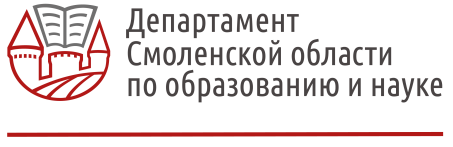 Департамент
Смоленской области
по образованию и науке